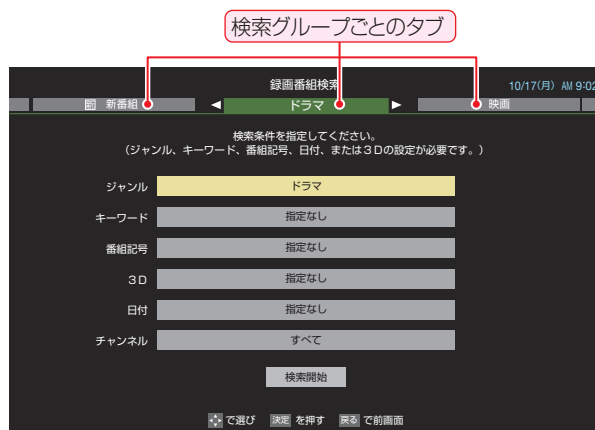 検索グループごとのタブ
録画番組検索
10/17(月) AM 9:02
新番組
ドラマ
映画
検索条件を指定してください。
（ジャンル、キーワード、番組記号、日付、または３Ｄの設定が必要です。）
ジャンル ドラマ
キーワード 指定なし
番組記号 指定なし
３Ｄ 指定なし
日付 指定なし
チャンネル すべて
検索開始
で選び 決定 を押す 戻る で前画面